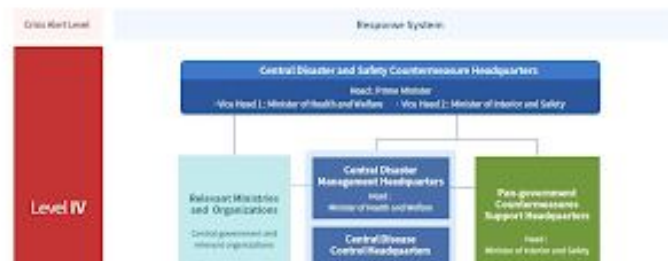 Crisis Alert Level
Response System
Central Disaster and Safety Countermeasure Headquarters
Head: Prime Minister
-Vice Head 1: Minister of Health and Welfare - Vice Head 2: Minister of Interior and Safety
Level IV
Relevant Ministries
and Organizations
Central government and
relevant organizations
Central Disaster
Management Headquarters
Head:
Minister of Health and Welfare
Central Disease
Control Headquarters
Pan-government
Countermeasures
Support Headquarters
Head:
Minister of Interior and Safety